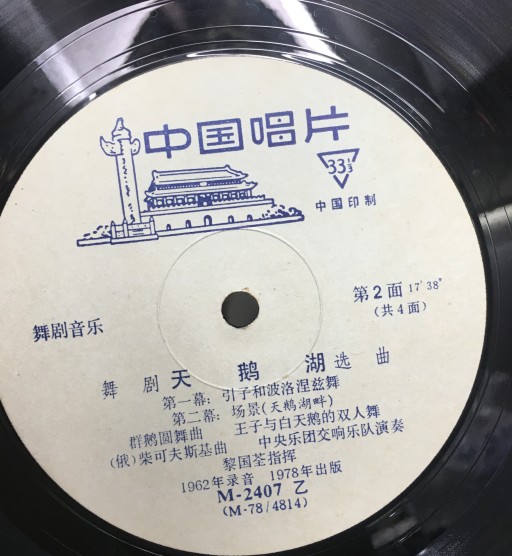 中国唱片
33⅓
中国印制
第2面 17′38″
(共4面)
舞剧音乐
舞剧 天鹅湖 选曲
第一幕：引子和波洛涅兹舞
第二幕：场景(天鹅湖畔)
群鹅圆舞曲 王子与白天鹅的双人舞
(俄)柴可夫斯基曲 中央乐团交响乐队演奏
黎国荃指挥
1962年录音 1978年出版
M-2407 乙
(M-78/4814)